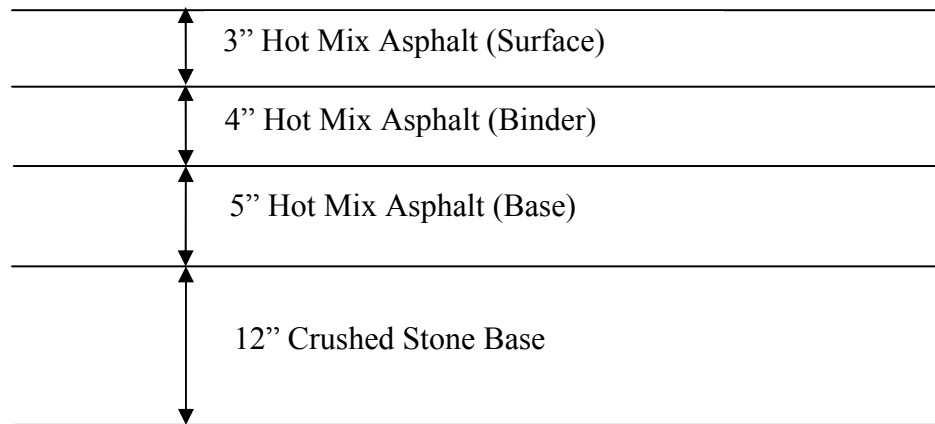 3” Hot Mix Asphalt (Surface)
4” Hot Mix Asphalt (Binder)
5” Hot Mix Asphalt (Base)
12” Crushed Stone Base